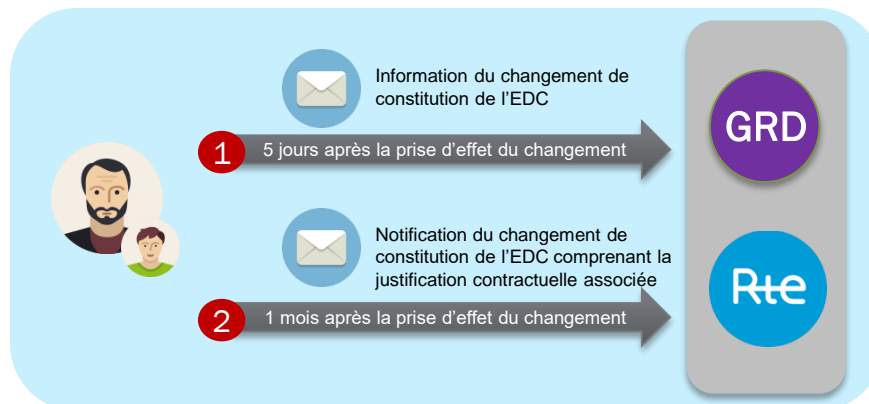 Information du changement de
constitution de l’EDC
GRD
1
5 jours après la prise d’effet du changement
Notification du changement de
constitution de l’EDC comprenant la
justification contractuelle associée
Rte
2
1 mois après la prise d’effet du changement